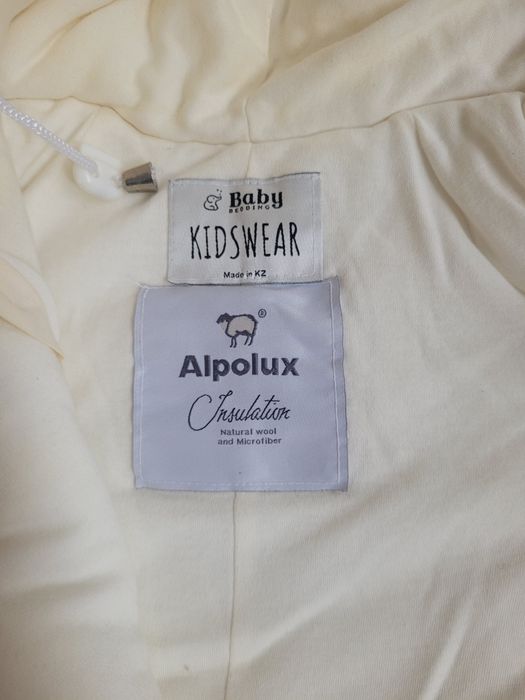 Baby
BEDDING
KIDSWEAR
Made in KZ
®
Alpolux
Insulation
Natural wool
and Microfiber